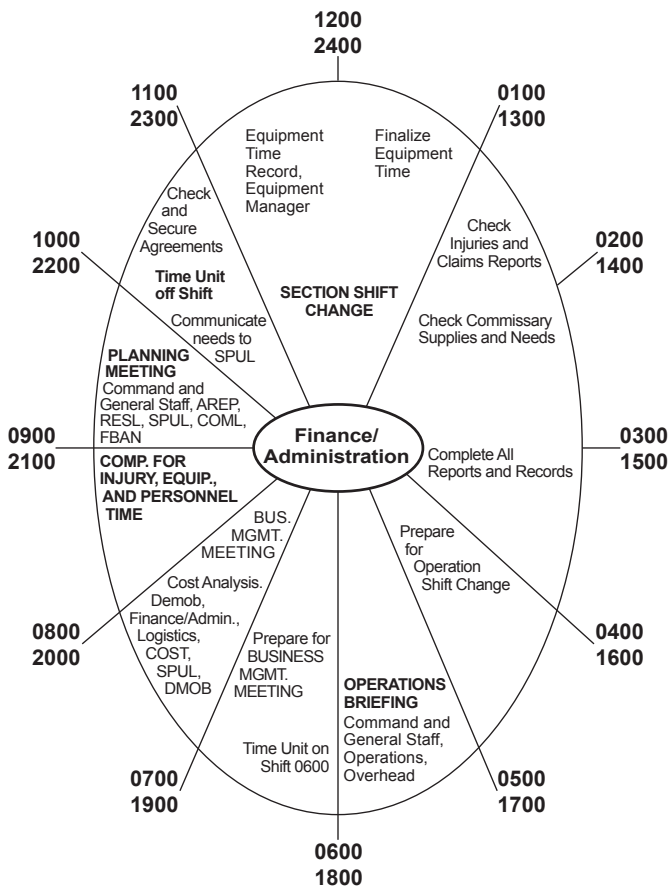 1200
2400
0100
1300
0200
1400
0300
1500
0400
1600
0500
1700
0600
1800
0700
1900
0800
2000
0900
2100
1000
2200
1100
2300
Equipment
Time
Record,
Equipment
Manager
Finalize
Equipment
Time
SECTION SHIFT
CHANGE
Check
Injuries and
Claims Reports
Check Commissary
Supplies and Needs
Complete All
Reports and Records
Prepare
for
Operation
Shift Change
OPERATIONS
BRIEFING
Command and
General Staff,
Operations,
Overhead
Prepare for
BUSINESS
MGMT.
MEETING
Time Unit on
Shift 0600
BUS.
MGMT.
MEETING
Cost Analysis.
Demob,
Finance/Admin.,
Logistics,
COST,
SPUL,
DMOB
COMP. FOR
INJURY, EQUIP.,
AND PERSONNEL
TIME
PLANNING
MEETING
Command and
General Staff, AREP,
RESL, SPUL, COML,
FBAN
Check
and
Secure
Agreements
Time Unit
off Shift
Communicate
needs to
SPUL
Finance/
Administration